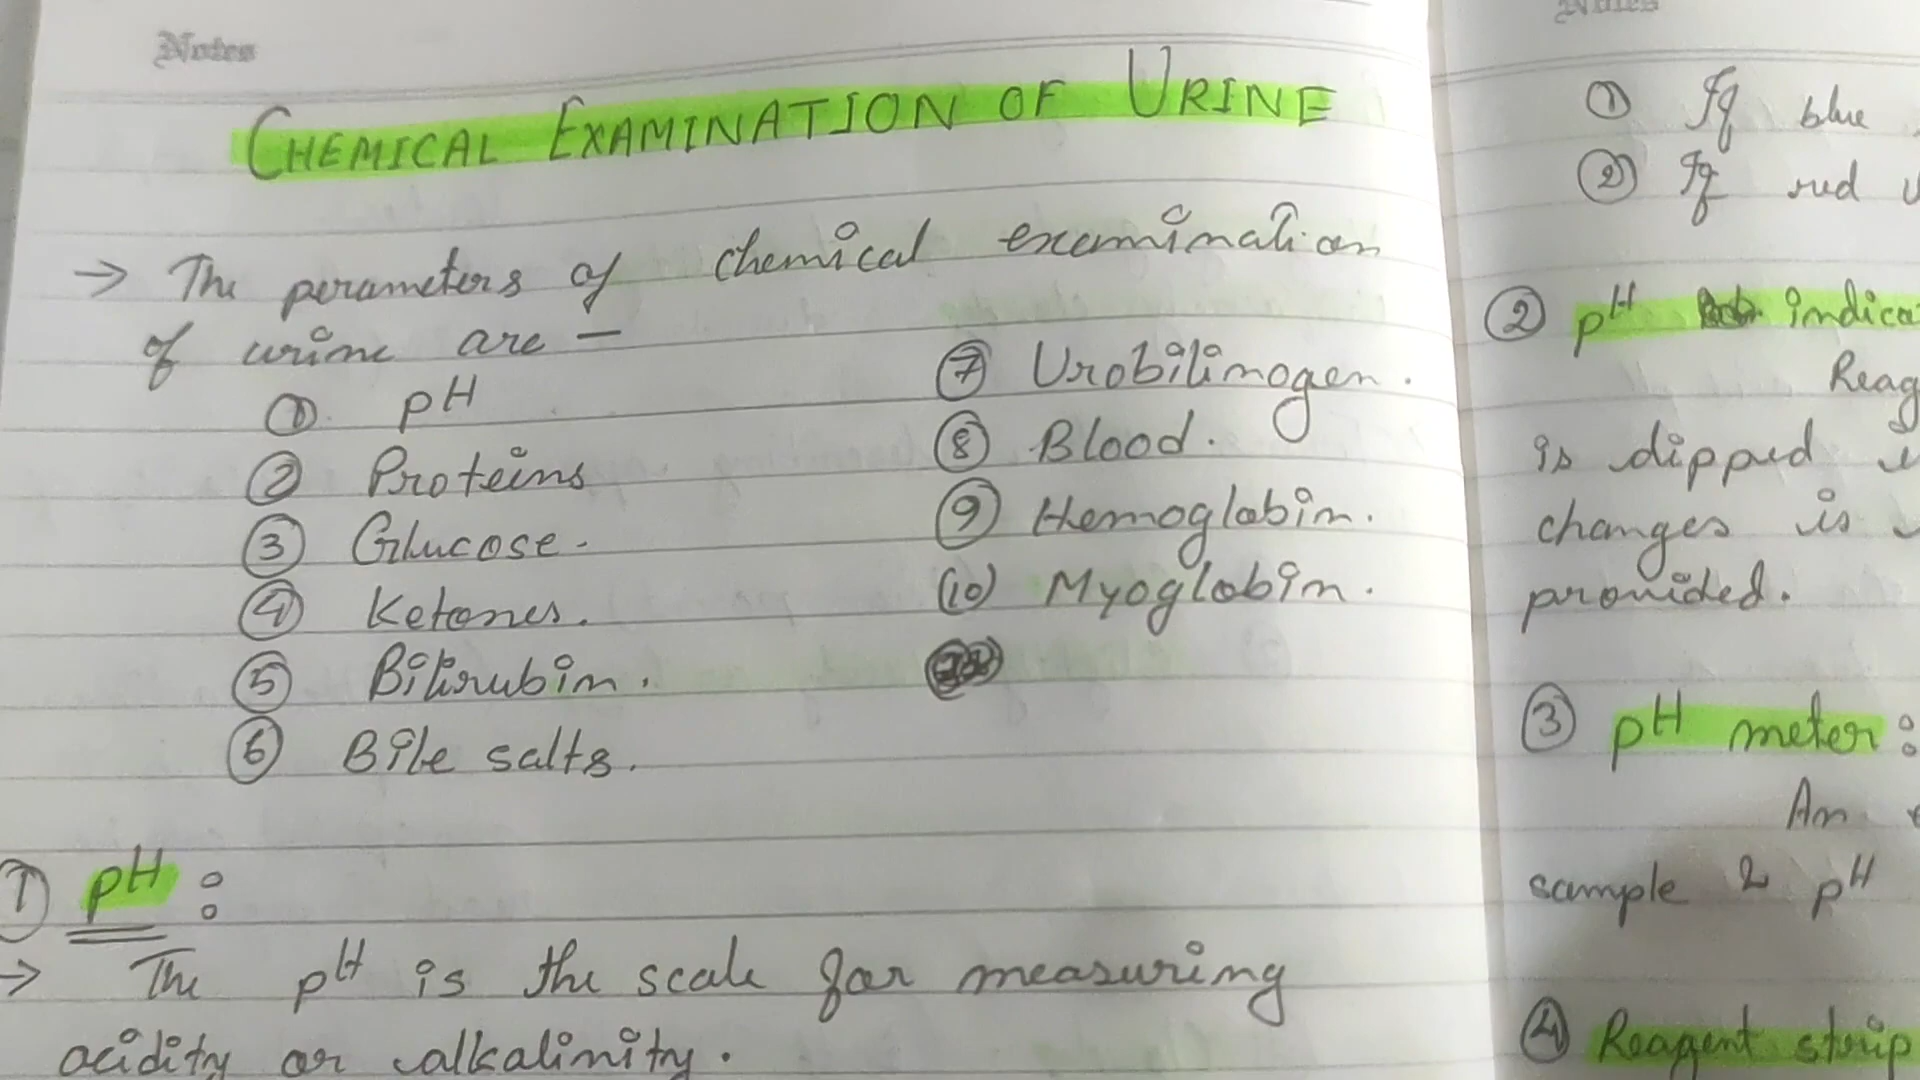 Notes
CHEMICAL EXAMINATION OF URINE
→ The perameters of chemical examination
of urine are –
① pH
② Proteins
③ Glucose.
④ Ketones.
⑤ Bilirubin.
⑥ Bile salts.
⑦ Urobilinogen.
⑧ Blood.
⑨ Hemoglobin.
(10) Myoglobin.
① pH :
→ The pH is the scale for measuring
acidity or alkalinity.
Notes
① If blue
② If red
② pH indica
Reag
is dipped
changes is
provided.
③ pH meter :
An
sample & pH
④ Reagent strip